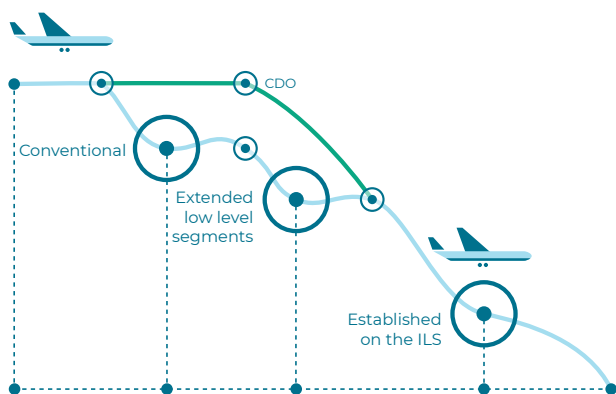 CDO
Conventional
Extended
low level
segments
Established
on the ILS